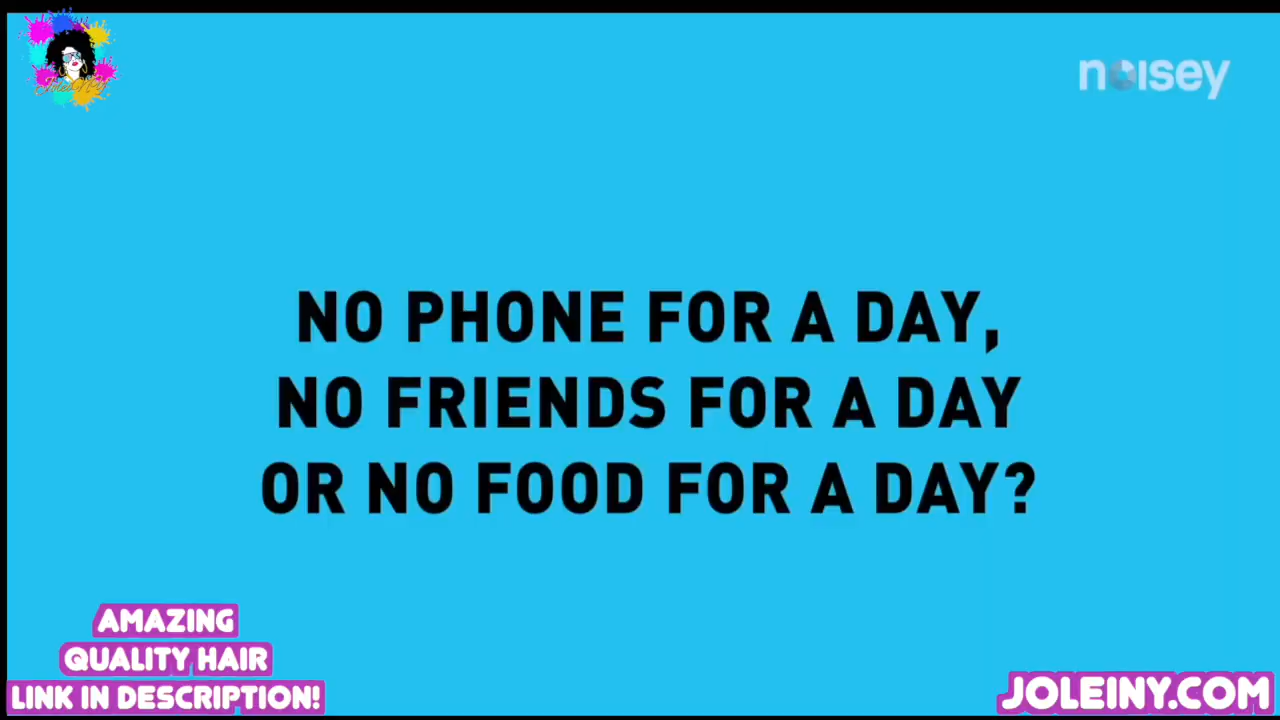 noisey
NO PHONE FOR A DAY,
NO FRIENDS FOR A DAY
OR NO FOOD FOR A DAY?
AMAZING
QUALITY HAIR
LINK IN DESCRIPTION!
JOLEINY.COM